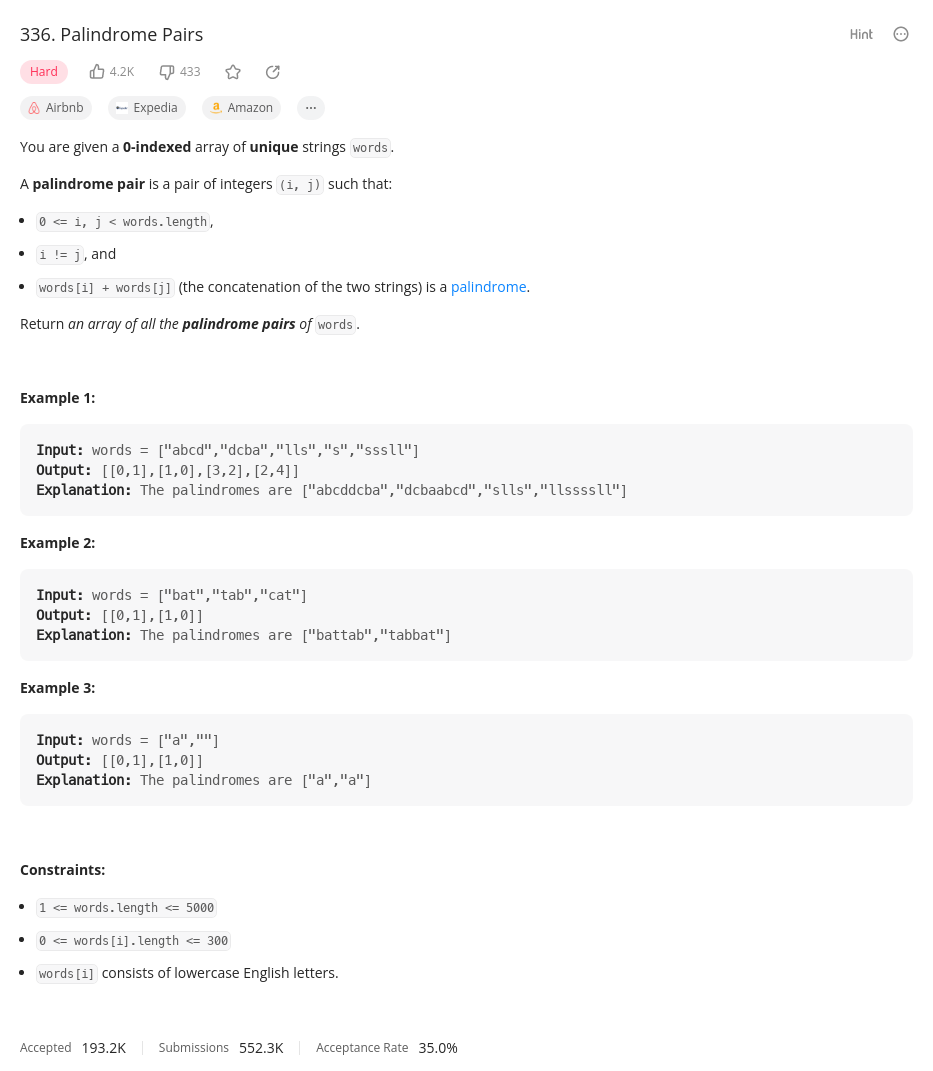 336. Palindrome Pairs
Hint
Hard 4.2K 433
Airbnb Expedia Amazon ...
You are given a 0-indexed array of unique strings words.
A palindrome pair is a pair of integers (i, j) such that:
• 0 <= i, j < words.length,
• i != j, and
• words[i] + words[j] (the concatenation of the two strings) is a palindrome.
Return an array of all the palindrome pairs of words.
Example 1:
Input: words = ["abcd","dcba","lls","s","sssll"]
Output: [[0,1],[1,0],[3,2],[2,4]]
Explanation: The palindromes are ["abcddcba","dcbaabcd","slls","llssssll"]
Example 2:
Input: words = ["bat","tab","cat"]
Output: [[0,1],[1,0]]
Explanation: The palindromes are ["battab","tabbat"]
Example 3:
Input: words = ["a",""]
Output: [[0,1],[1,0]]
Explanation: The palindromes are ["a","a"]
Constraints:
• 1 <= words.length <= 5000
• 0 <= words[i].length <= 300
• words[i] consists of lowercase English letters.
Accepted 193.2K Submissions 552.3K Acceptance Rate 35.0%